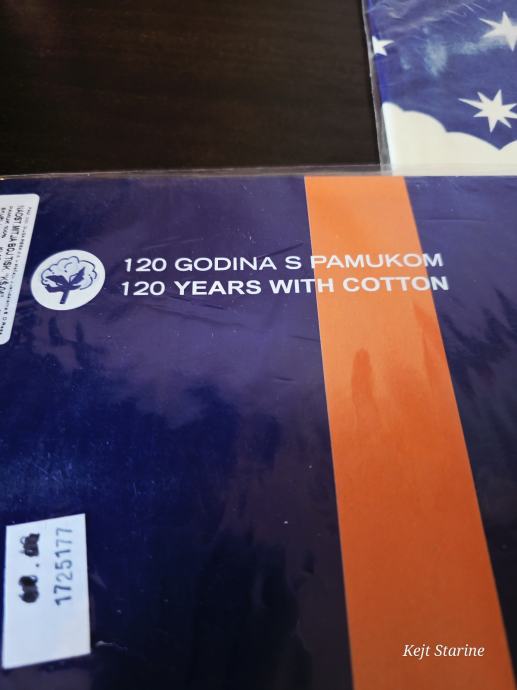 120 GODINA S PAMUKOM
120 YEARS WITH COTTON
1725177
Kejt Starine